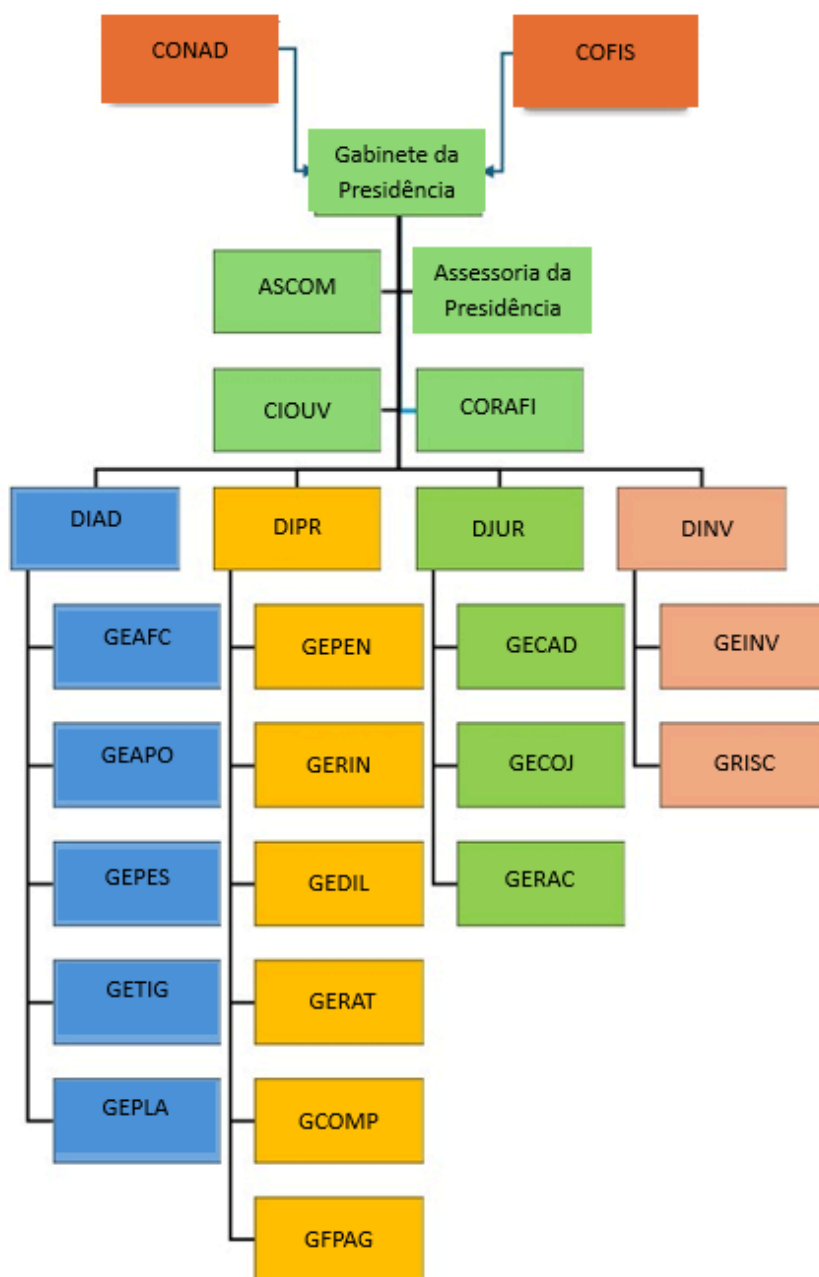 CONAD
COFIS
Gabinete da
Presidência
ASCOM
Assessoria da
Presidência
CIOUV
CORAFI
DIAD
DIPR
DJUR
DINV
GEAFC
GEPEN
GECAD
GEINV
GEAPO
GERIN
GECOJ
GRISC
GEPES
GEDIL
GERAC
GETIG
GERAT
GEPLA
GCOMP
GFPAG